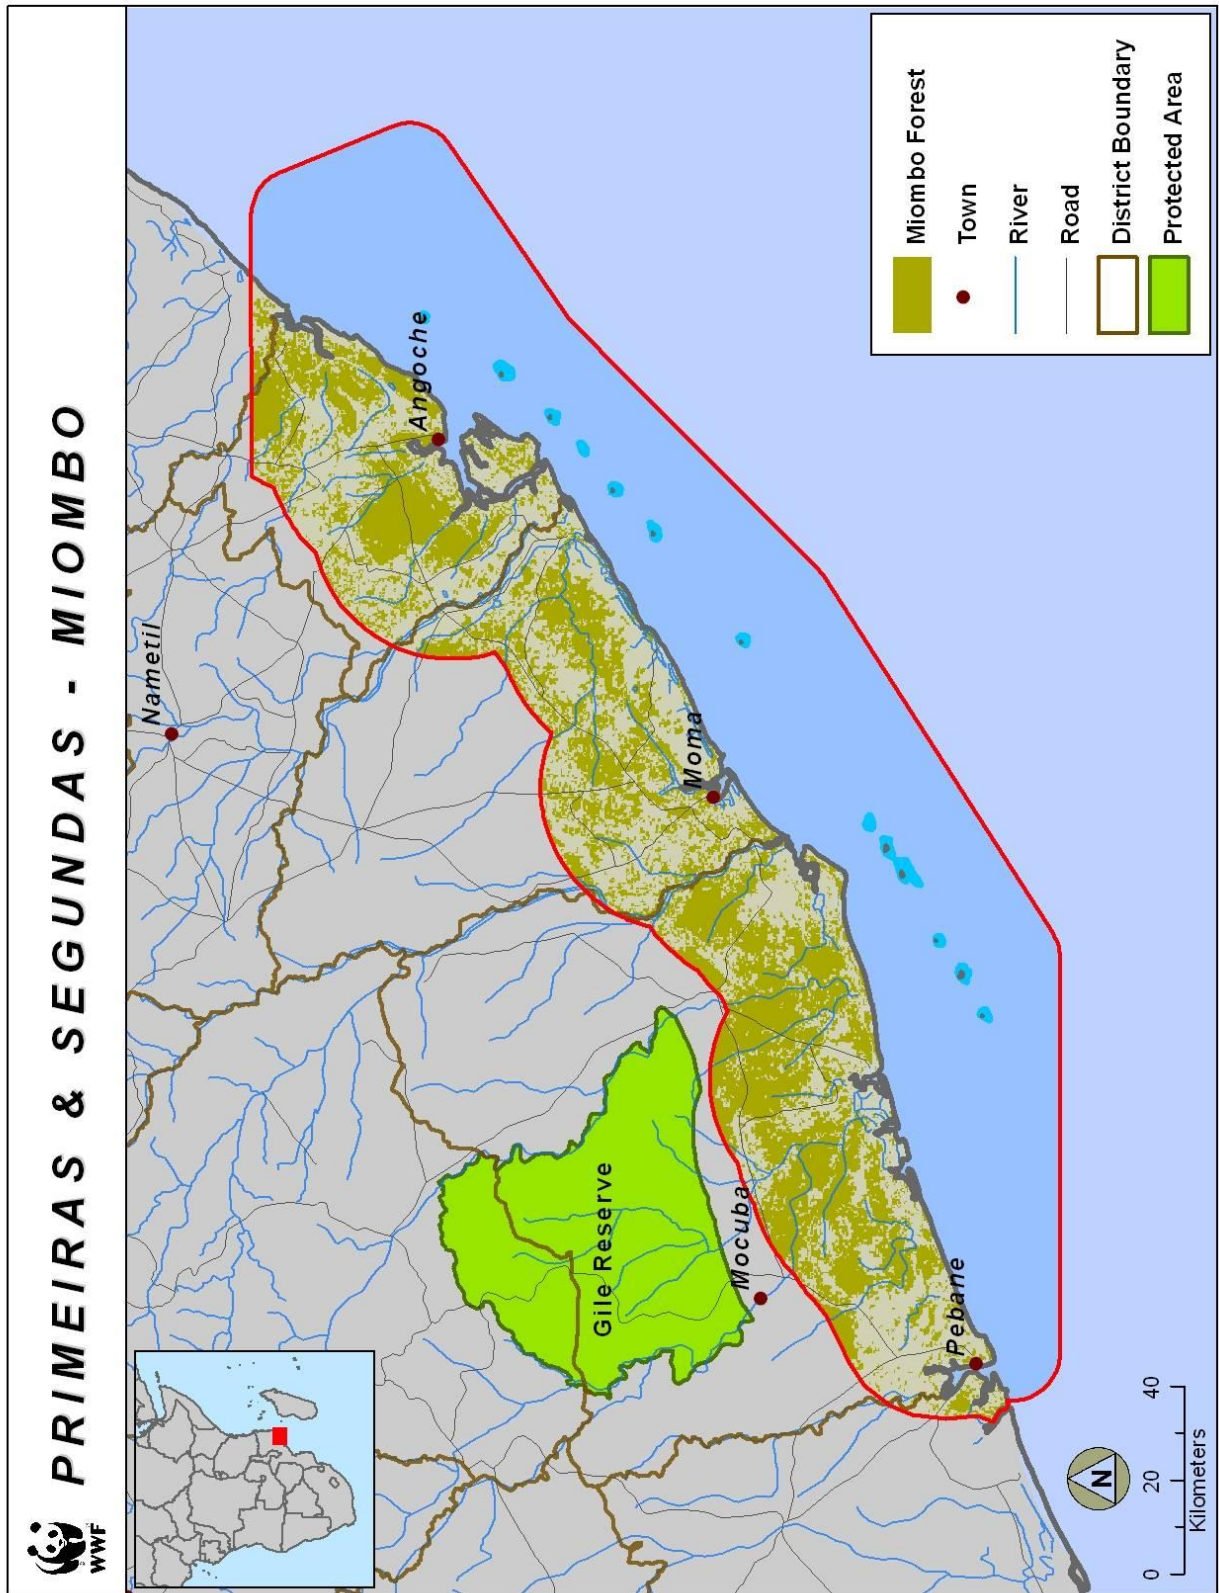 WWF
PRIMEIRAS & SEGUNDAS - MIOMBO
Nametil
Angoche
Moma
Gile Reserve
Mocuba
Pebane
Miombo Forest
Town
River
Road
District Boundary
Protected Area
N
0 20 40
Kilometers